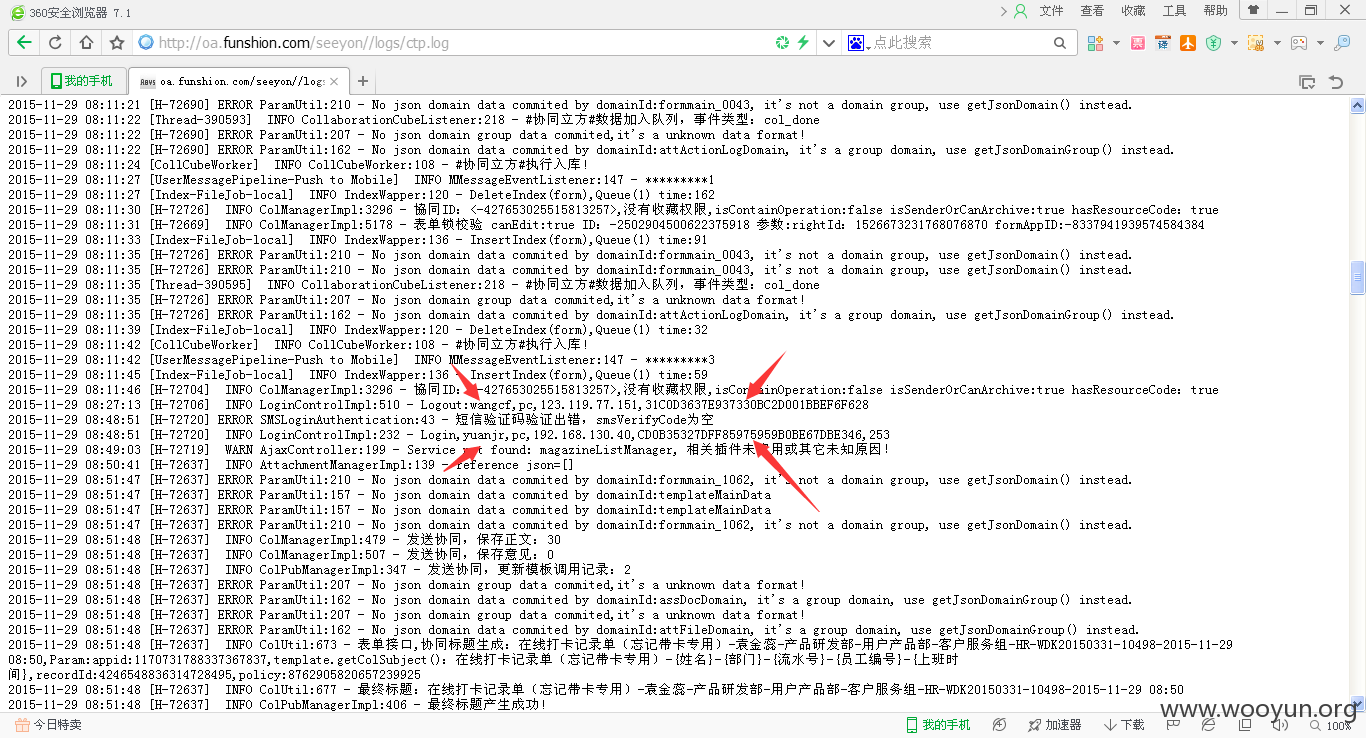 360安全浏览器 7.1
文件 查看 收藏 工具 帮助
http://oa.funshion.com/seeyon//logs/ctp.log
点此搜索
我的手机
oa.funshion.com/seeyon//log:
2015-11-29 08:11:21 [H-72690] ERROR ParamUtil:210 - No json domain data commited by domainId:formmain_0043, it's not a domain group, use getJsonDomain() instead.
2015-11-29 08:11:22 [Thread-390593]  INFO CollaborationCubeListener:218 - #协同立方#数据加入队列，事件类型：col_done
2015-11-29 08:11:22 [H-72690] ERROR ParamUtil:207 - No json domain group data commited,it's a unknown data format!
2015-11-29 08:11:22 [H-72690] ERROR ParamUtil:162 - No json domain data commited by domainId:attActionLogDomain, it's a group domain, use getJsonDomainGroup() instead.
2015-11-29 08:11:24 [CollCubeWorker]  INFO CollCubeWorker:108 - #协同立方#执行入库!
2015-11-29 08:11:27 [UserMessagePipeline-Push to Mobile]  INFO MMessageEventListener:147 - *********1
2015-11-29 08:11:27 [Index-FileJob-local]  INFO IndexWapper:120 - DeleteIndex(form),Queue(1) time:162
2015-11-29 08:11:30 [H-72726]  INFO ColManagerImpl:3296 - 協同ID：<-427653025515813257>,没有收藏权限,isContainOperation:false isSenderOrCanArchive:true hasResourceCode：true
2015-11-29 08:11:31 [H-72669]  INFO ColManagerImpl:5178 - 表单锁校验 canEdit:true ID：-2502904500622375918 参数:rightId：1526673231768076870 formAppID:-8337941939574584384
2015-11-29 08:11:33 [Index-FileJob-local]  INFO IndexWapper:136 - InsertIndex(form),Queue(1) time:91
2015-11-29 08:11:35 [H-72726] ERROR ParamUtil:210 - No json domain data commited by domainId:formmain_0043, it's not a domain group, use getJsonDomain() instead.
2015-11-29 08:11:35 [H-72726] ERROR ParamUtil:210 - No json domain data commited by domainId:formmain_0043, it's not a domain group, use getJsonDomain() instead.
2015-11-29 08:11:35 [Thread-390595]  INFO CollaborationCubeListener:218 - #协同立方#数据加入队列，事件类型：col_done
2015-11-29 08:11:35 [H-72726] ERROR ParamUtil:207 - No json domain group data commited,it's a unknown data format!
2015-11-29 08:11:35 [H-72726] ERROR ParamUtil:162 - No json domain data commited by domainId:attActionLogDomain, it's a group domain, use getJsonDomainGroup() instead.
2015-11-29 08:11:39 [Index-FileJob-local]  INFO IndexWapper:120 - DeleteIndex(form),Queue(1) time:32
2015-11-29 08:11:42 [CollCubeWorker]  INFO CollCubeWorker:108 - #协同立方#执行入库!
2015-11-29 08:11:42 [UserMessagePipeline-Push to Mobile]  INFO MMessageEventListener:147 - *********3
2015-11-29 08:11:45 [Index-FileJob-local]  INFO IndexWapper:136 - InsertIndex(form),Queue(1) time:59
2015-11-29 08:11:46 [H-72704]  INFO ColManagerImpl:3296 - 協同ID：<-427653025515813257>,没有收藏权限,isContainOperation:false isSenderOrCanArchive:true hasResourceCode：true
2015-11-29 08:27:13 [H-72706]  INFO LoginControlImpl:510 - Logout:wangcf,pc,123.119.77.151,31C0D3637E937330BC2D001BBEF6F628
2015-11-29 08:48:51 [H-72720] ERROR SMSLoginAuthentication:43 - 短信验证码验证出错，smsVerifyCode为空
2015-11-29 08:48:51 [H-72720]  INFO LoginControlImpl:232 - Login,yuanjr,pc,192.168.130.40,CD0B35327DFF85975959B0BE67DBE346,253
2015-11-29 08:49:03 [H-72719]  WARN AjaxController:199 - Service not found: magazineListManager, 相关插件未启用或其它未知原因!
2015-11-29 08:50:41 [H-72637]  INFO AttachmentManagerImpl:139 - reference json=[]
2015-11-29 08:51:47 [H-72637] ERROR ParamUtil:210 - No json domain data commited by domainId:formmain_1062, it's not a domain group, use getJsonDomain() instead.
2015-11-29 08:51:47 [H-72637] ERROR ParamUtil:157 - No json domain data commited by domainId:templateMainData
2015-11-29 08:51:47 [H-72637] ERROR ParamUtil:157 - No json domain data commited by domainId:templateMainData
2015-11-29 08:51:47 [H-72637] ERROR ParamUtil:210 - No json domain data commited by domainId:formmain_1062, it's not a domain group, use getJsonDomain() instead.
2015-11-29 08:51:48 [H-72637]  INFO ColManagerImpl:479 - 发送协同，保存正文：30
2015-11-29 08:51:48 [H-72637]  INFO ColManagerImpl:507 - 发送协同，保存意见：0
2015-11-29 08:51:48 [H-72637]  INFO ColPubManagerImpl:347 - 发送协同，更新模板调用记录：2
2015-11-29 08:51:48 [H-72637] ERROR ParamUtil:207 - No json domain group data commited,it's a unknown data format!
2015-11-29 08:51:48 [H-72637] ERROR ParamUtil:162 - No json domain data commited by domainId:assDocDomain, it's a group domain, use getJsonDomainGroup() instead.
2015-11-29 08:51:48 [H-72637] ERROR ParamUtil:207 - No json domain group data commited,it's a unknown data format!
2015-11-29 08:51:48 [H-72637] ERROR ParamUtil:162 - No json domain data commited by domainId:attFileDomain, it's a group domain, use getJsonDomainGroup() instead.
2015-11-29 08:51:48 [H-72637]  INFO ColUtil:673 - 表单接口,协同标题生成：在线打卡记录单（忘记带卡专用）-袁金蕊-产品研发部-用户产品部-客户服务组-HR-WDK20150331-10498-2015-11-29
08:50,Param:appid:1170731788337367837,template.getColSubject()：在线打卡记录单（忘记带卡专用）-{姓名}-{部门}-{流水号}-{员工编号}-{上班时
间},recordId:4246548836314728495,policy:8762905820657239925
2015-11-29 08:51:48 [H-72637]  INFO ColUtil:677 - 最终标题：在线打卡记录单（忘记带卡专用）-袁金蕊-产品研发部-用户产品部-客户服务组-HR-WDK20150331-10498-2015-11-29 08:50
2015-11-29 08:51:48 [H-72637]  INFO ColPubManagerImpl:406 - 最终标题产生成功!
www.wooyun.org
今日特卖
我的手机 加速器 下载 100%